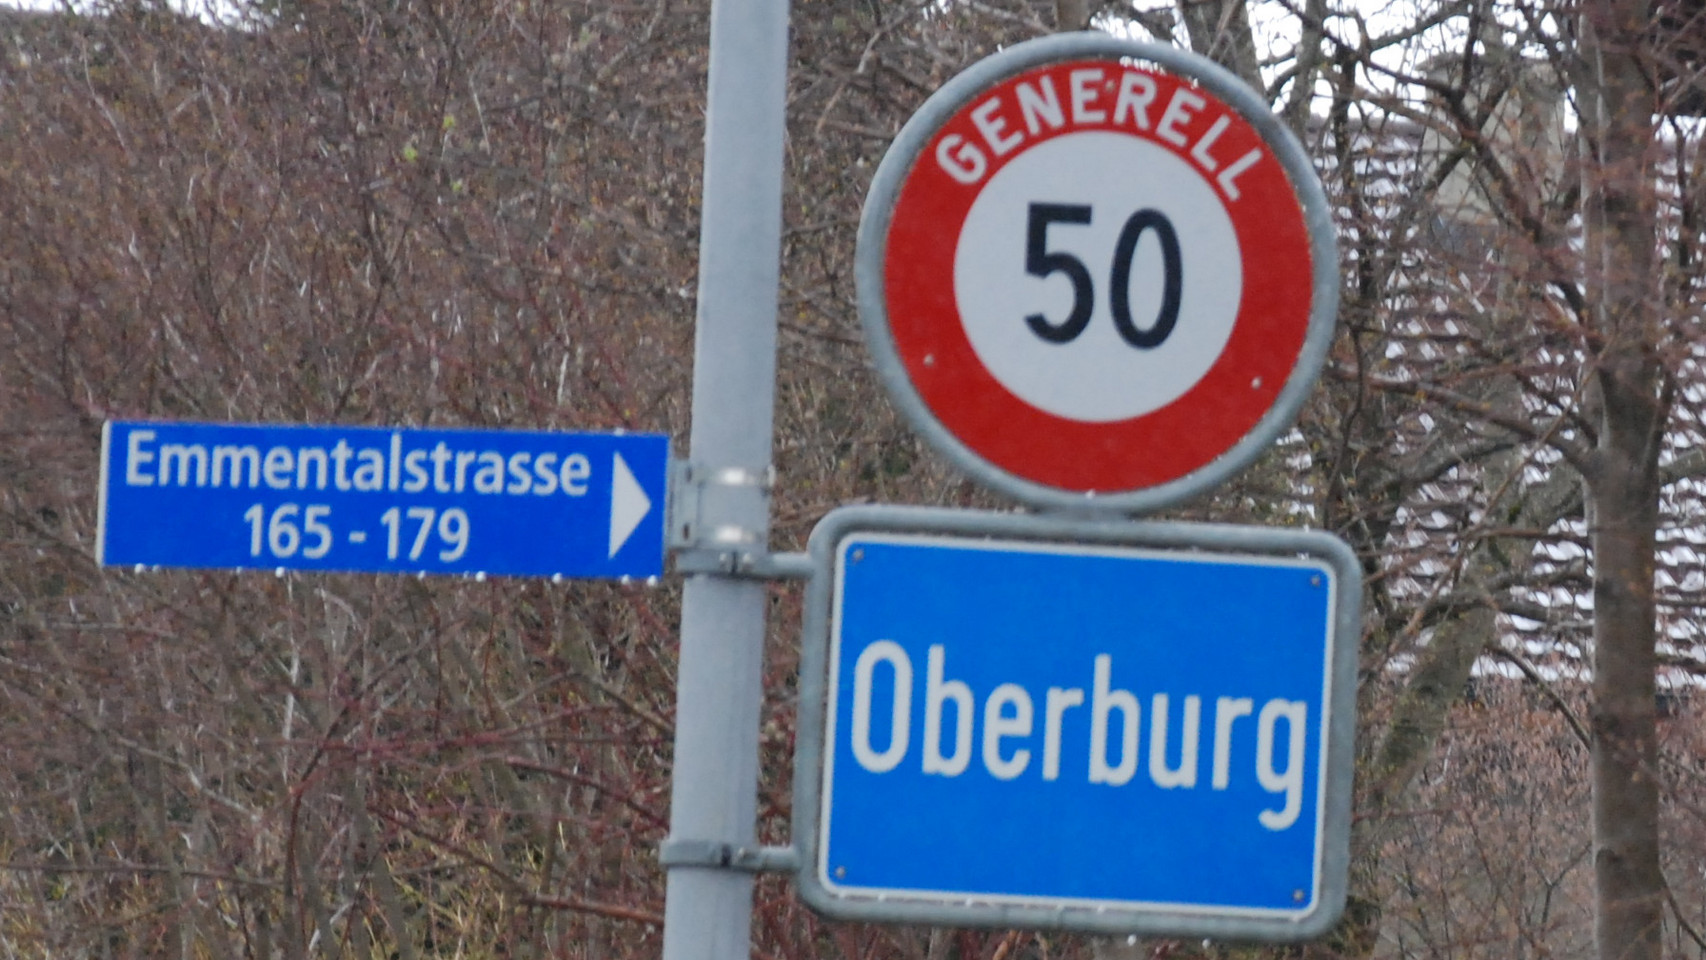 GENERELL
50
Emmentalstrasse
165 - 179
Oberburg